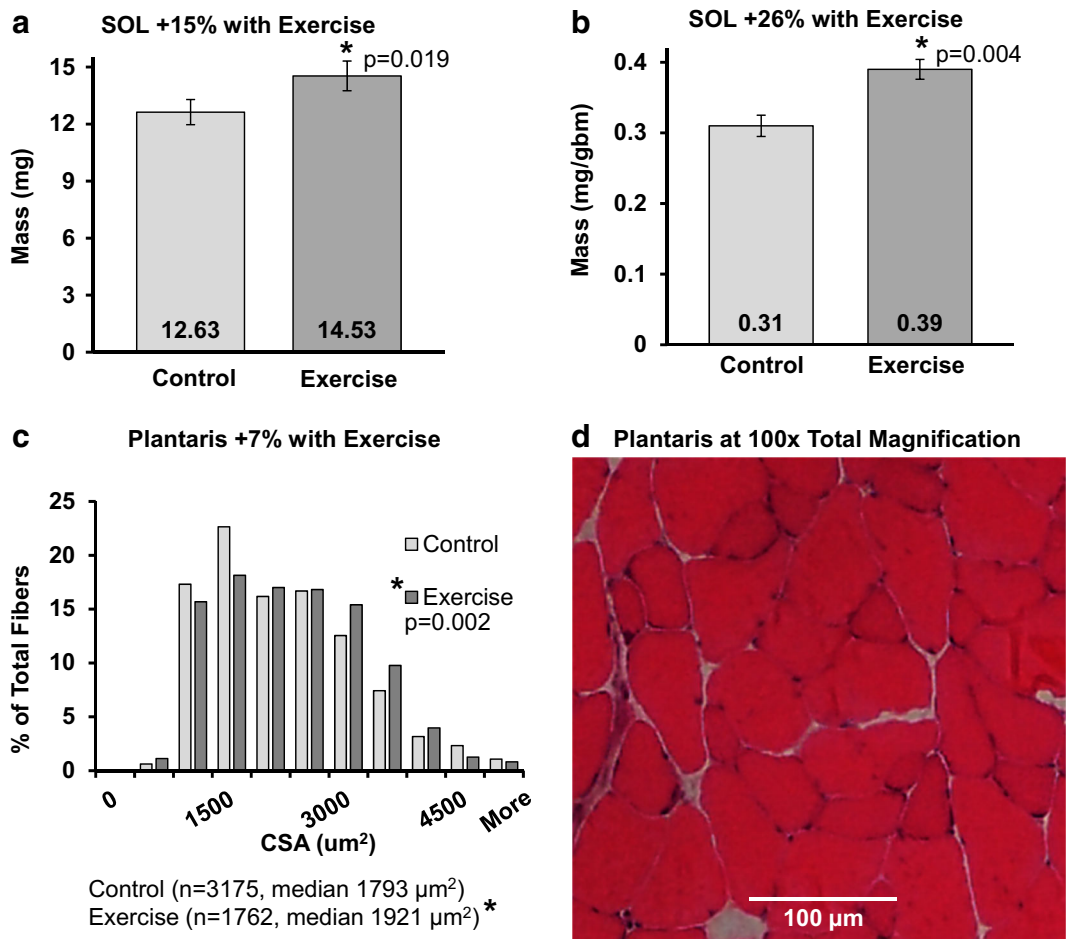 a
SOL +15% with Exercise
*
p=0.019
15
12
9
6
3
0
Mass (mg)
12.63
14.53
Control
Exercise
b
SOL +26% with Exercise
*
p=0.004
0.4
0.3
0.2
0.1
0
Mass (mg/gbm)
0.31
0.39
Control
Exercise
c
Plantaris +7% with Exercise
25
20
15
10
5
0
% of Total Fibers
Control
* Exercise
p=0.002
0 1500 3000 4500 More
CSA (um²)
Control (n=3175, median 1793 µm²)
Exercise (n=1762, median 1921 µm²)*
d
Plantaris at 100x Total Magnification
100 µm